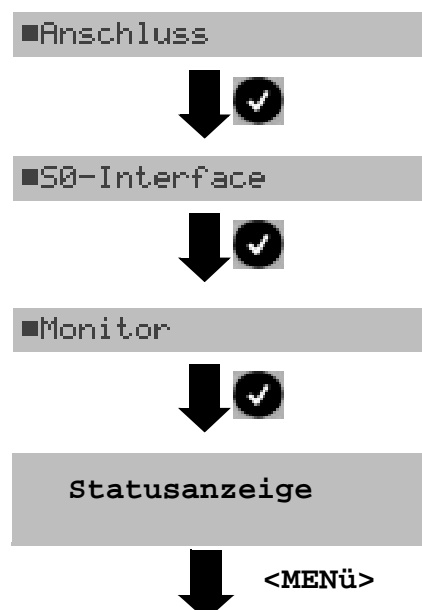 ■Anschluss
■S0-Interface
■Monitor
Statusanzeige
<MENü>